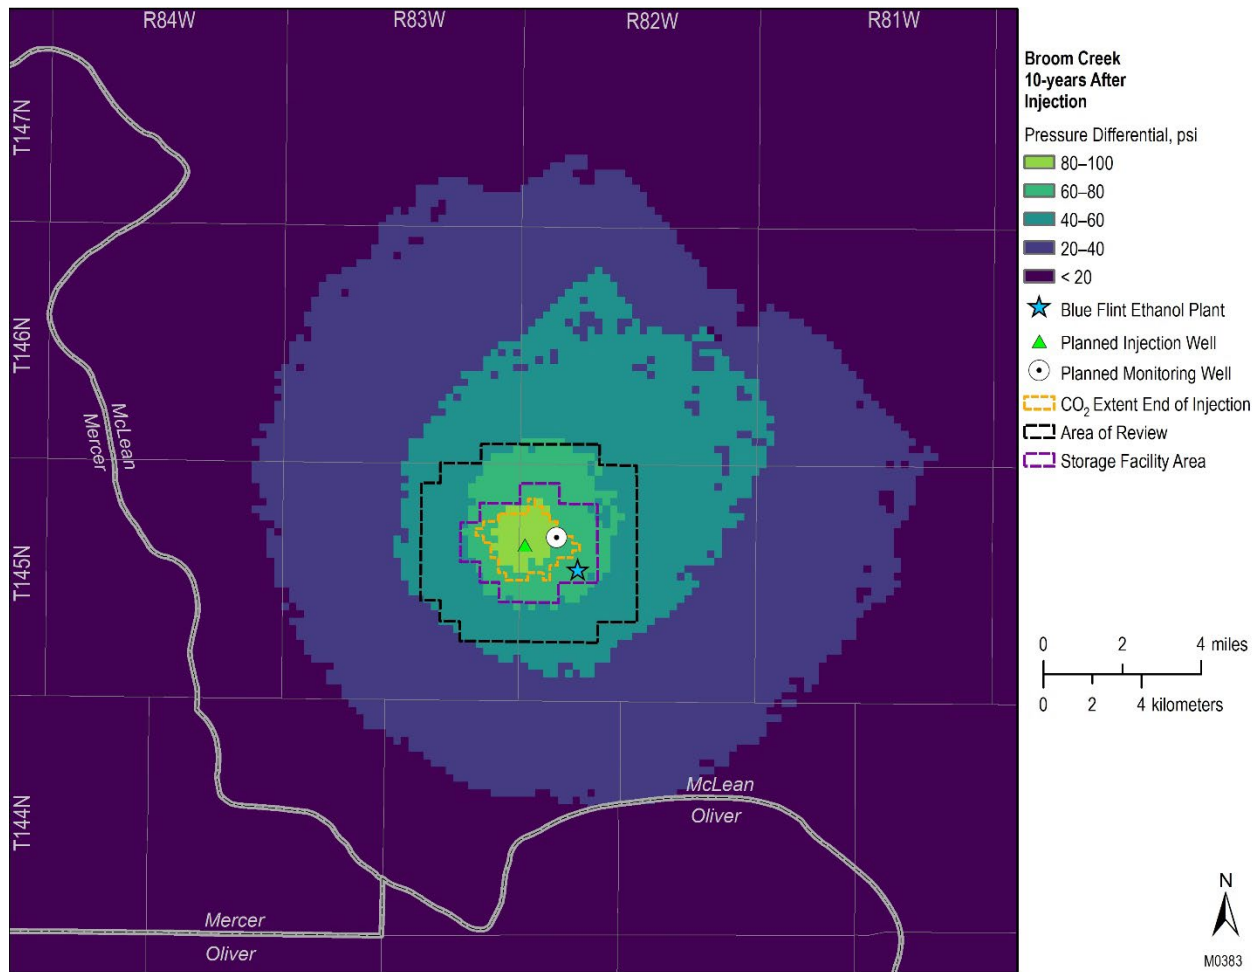 R84W
R83W
R82W
R81W
T147N
T146N
T145N
T144N
McLean
Mercer
McLean
Oliver
Mercer
Oliver
Broom Creek
10-years After
Injection
Pressure Differential, psi
80–100
60–80
40–60
20–40
< 20
Blue Flint Ethanol Plant
Planned Injection Well
Planned Monitoring Well
CO₂ Extent End of Injection
Area of Review
Storage Facility Area
0 2 4 miles
0 2 4 kilometers
N
M0383